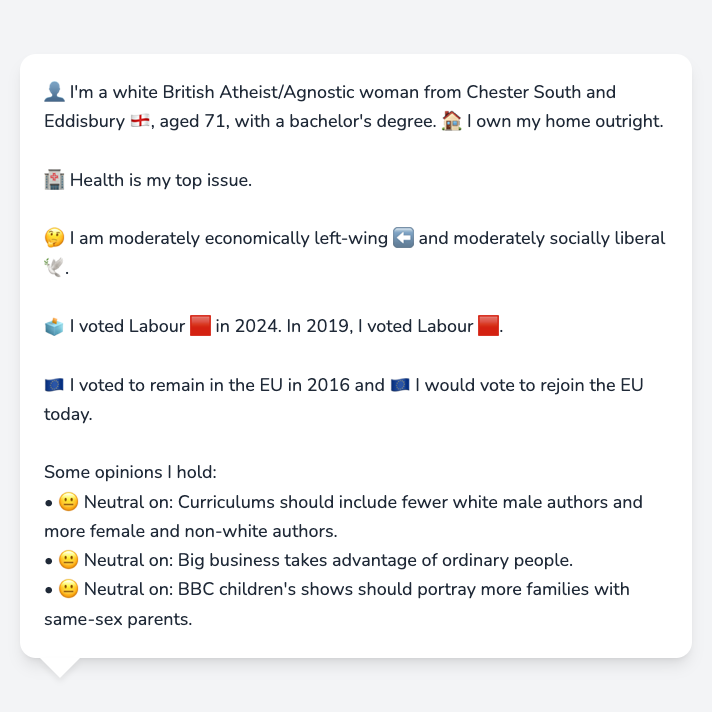 👤 I'm a white British Atheist/Agnostic woman from Chester South and
Eddisbury 🏴󠁧󠁢󠁥󠁮󠁧󠁿, aged 71, with a bachelor's degree. 🏠 I own my home outright.
🏥 Health is my top issue.
🤔 I am moderately economically left-wing ⬅️ and moderately socially liberal
🕊️.
🗳️ I voted Labour 🟥 in 2024. In 2019, I voted Labour 🟥.
🇪🇺 I voted to remain in the EU in 2016 and 🇪🇺 I would vote to rejoin the EU
today.
Some opinions I hold:
• 😐 Neutral on: Curriculums should include fewer white male authors and
more female and non-white authors.
• 😐 Neutral on: Big business takes advantage of ordinary people.
• 😐 Neutral on: BBC children's shows should portray more families with
same-sex parents.